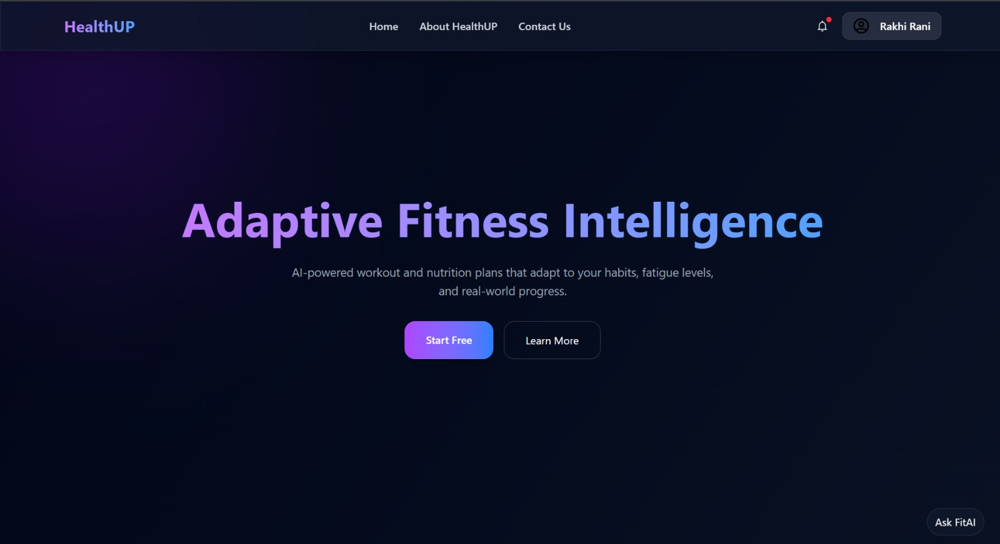 HealthUP
Home
About HealthUP
Contact Us
Rakhi Rani
Adaptive Fitness Intelligence
AI-powered workout and nutrition plans that adapt to your habits, fatigue levels,
and real-world progress.
Start Free
Learn More
Ask FitAI